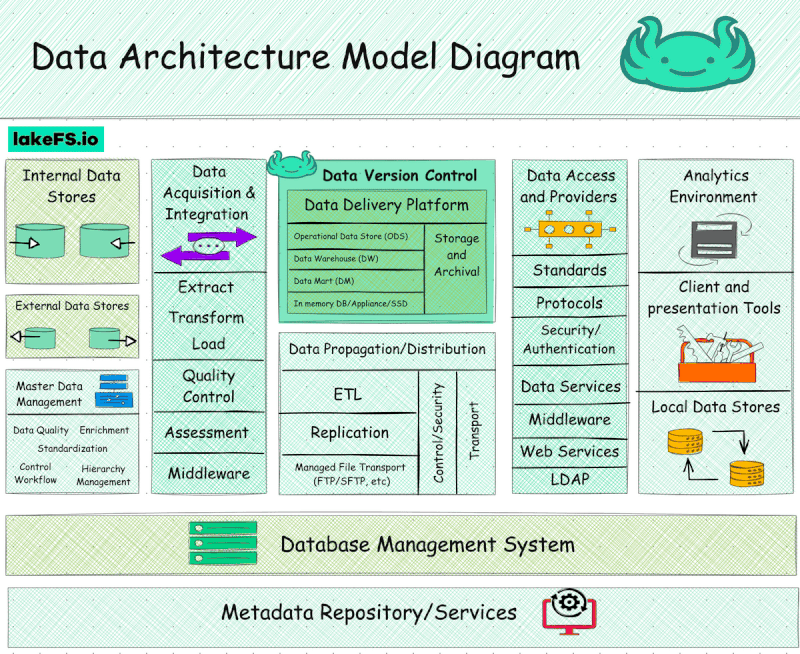 Data Architecture Model Diagram
lakeFS.io
Internal Data
Stores
External Data Stores
Master Data
Management
Data Quality Enrichment
Standardization
Control
Workflow
Hierarchy
Management
Data
Acquisition &
Integration
Extract
Transform
Load
Quality
Control
Assessment
Middleware
Data Version Control
Data Delivery Platform
Operational Data Store (ODS)
Data Warehouse (DW)
Data Mart (DM)
In memory DB/Appliance/SSD
Storage
and
Archival
Data Propagation/Distribution
ETL
Replication
Managed File Transport
(FTP/SFTP, etc)
Control/Security
Transport
Data Access
and Providers
Standards
Protocols
Security/
Authentication
Data Services
Middleware
Web Services
LDAP
Analytics
Environment
Client and
presentation Tools
Local Data Stores
Database Management System
Metadata Repository/Services